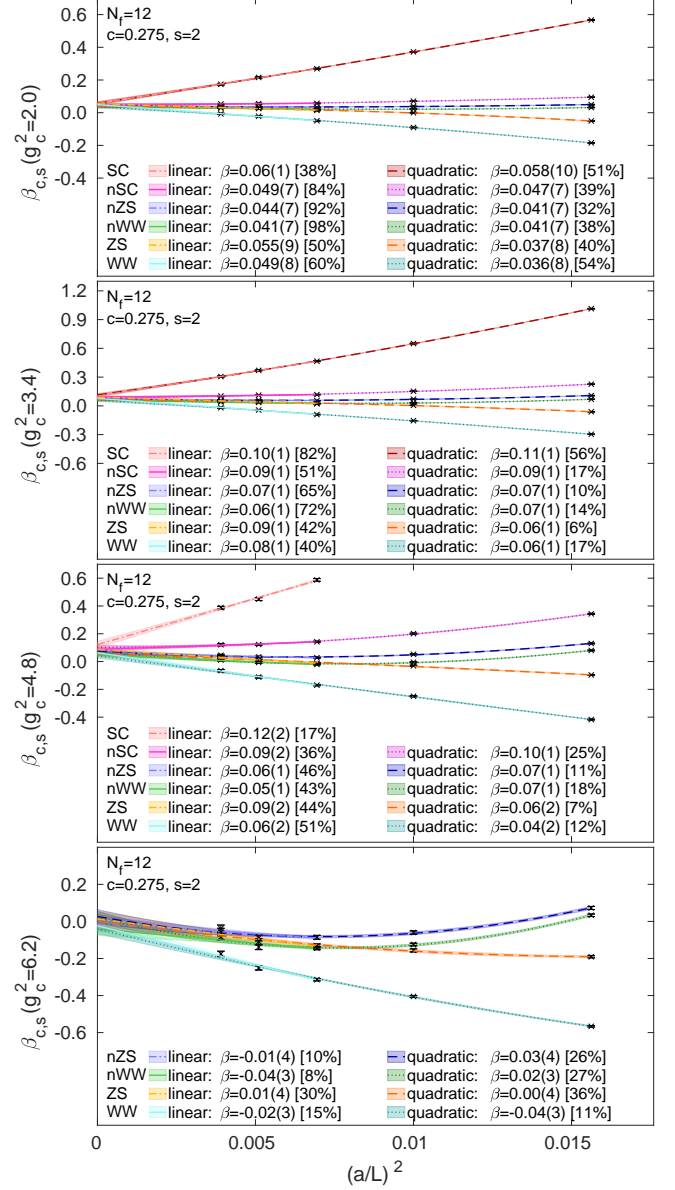 N_f=12
c=0.275, s=2
0.6
0.4
0.2
0.0
-0.2
-0.4
β_c,s (g_c^2=2.0)
SC linear: β=0.06(1) [38%] quadratic: β=0.058(10) [51%]
nSC linear: β=0.049(7) [84%] quadratic: β=0.047(7) [39%]
nZS linear: β=0.044(7) [92%] quadratic: β=0.041(7) [32%]
nWW linear: β=0.041(7) [98%] quadratic: β=0.041(7) [38%]
ZS linear: β=0.055(9) [50%] quadratic: β=0.037(8) [40%]
WW linear: β=0.049(8) [60%] quadratic: β=0.036(8) [54%]
N_f=12
c=0.275, s=2
1.2
0.9
0.6
0.3
0.0
-0.3
-0.6
β_c,s (g_c^2=3.4)
SC linear: β=0.10(1) [82%] quadratic: β=0.11(1) [56%]
nSC linear: β=0.09(1) [51%] quadratic: β=0.09(1) [17%]
nZS linear: β=0.07(1) [65%] quadratic: β=0.07(1) [10%]
nWW linear: β=0.06(1) [72%] quadratic: β=0.07(1) [14%]
ZS linear: β=0.09(1) [42%] quadratic: β=0.06(1) [6%]
WW linear: β=0.08(1) [40%] quadratic: β=0.06(1) [17%]
N_f=12
c=0.275, s=2
0.6
0.4
0.2
0.0
-0.2
-0.4
β_c,s (g_c^2=4.8)
SC linear: β=0.12(2) [17%]
nSC linear: β=0.09(2) [36%] quadratic: β=0.10(1) [25%]
nZS linear: β=0.06(1) [46%] quadratic: β=0.07(1) [11%]
nWW linear: β=0.05(1) [43%] quadratic: β=0.07(1) [18%]
ZS linear: β=0.09(2) [44%] quadratic: β=0.06(2) [7%]
WW linear: β=0.06(2) [51%] quadratic: β=0.04(2) [12%]
N_f=12
c=0.275, s=2
0.2
0.0
-0.2
-0.4
-0.6
β_c,s (g_c^2=6.2)
nZS linear: β=-0.01(4) [10%] quadratic: β=0.03(4) [26%]
nWW linear: β=-0.04(3) [8%] quadratic: β=0.02(3) [27%]
ZS linear: β=0.01(4) [30%] quadratic: β=0.00(4) [36%]
WW linear: β=-0.02(3) [15%] quadratic: β=-0.04(3) [11%]
0 0.005 0.01 0.015
(a/L)^2